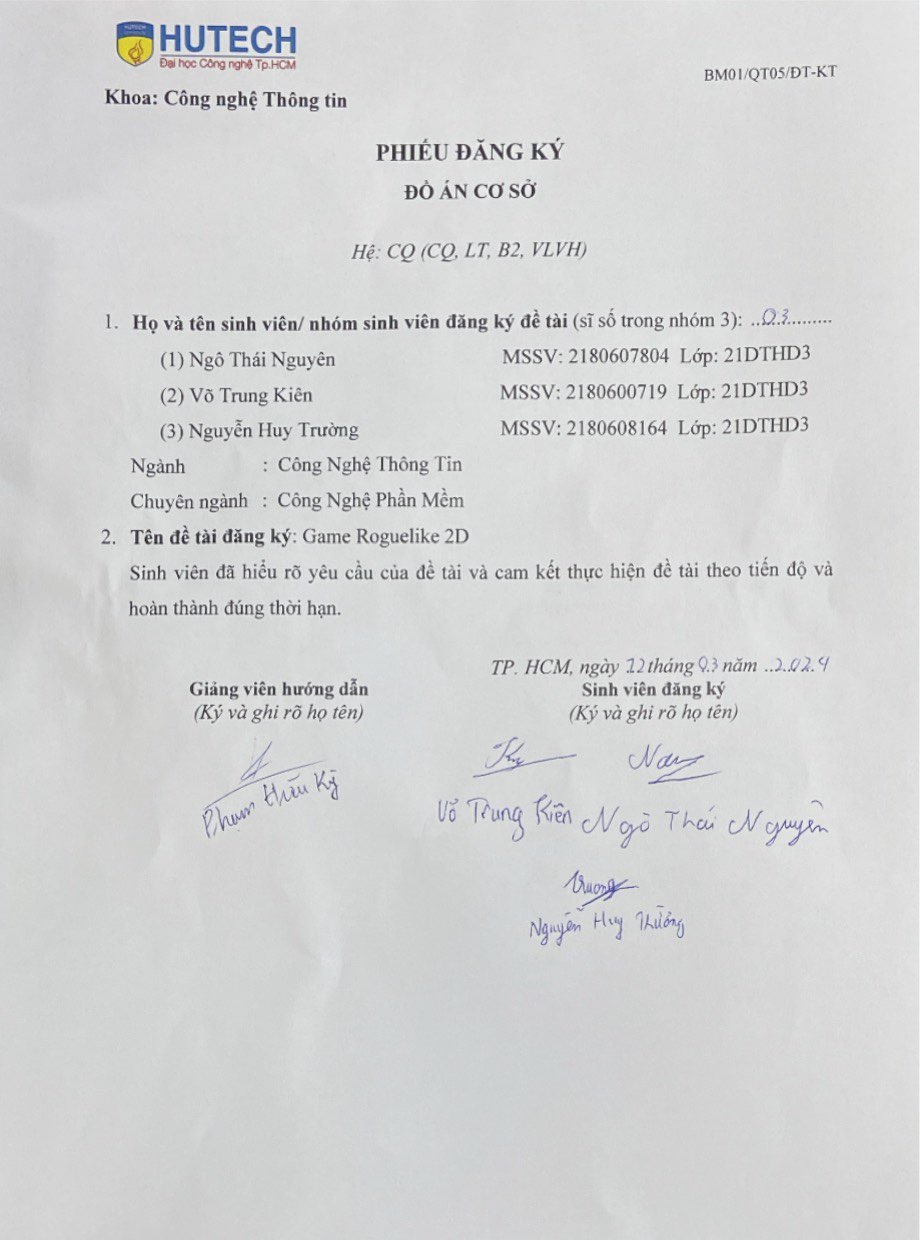 HUTECH
Đại học Công nghệ Tp.HCM
BM01/QT05/ĐT-KT
Khoa: Công nghệ Thông tin
PHIẾU ĐĂNG KÝ
ĐỒ ÁN CƠ SỞ
Hệ: CQ (CQ, LT, B2, VLVH)
1. Họ và tên sinh viên/ nhóm sinh viên đăng ký đề tài (sĩ số trong nhóm 3): ..03.........
(1) Ngô Thái Nguyên MSSV: 2180607804 Lớp: 21DTHD3
(2) Võ Trung Kiên MSSV: 2180600719 Lớp: 21DTHD3
(3) Nguyễn Huy Trường MSSV: 2180608164 Lớp: 21DTHD3
Ngành : Công Nghệ Thông Tin
Chuyên ngành : Công Nghệ Phần Mềm
2. Tên đề tài đăng ký: Game Roguelike 2D
Sinh viên đã hiểu rõ yêu cầu của đề tài và cam kết thực hiện đề tài theo tiến độ và
hoàn thành đúng thời hạn.
TP. HCM, ngày 12 tháng 03 năm ..2024
Giảng viên hướng dẫn Sinh viên đăng ký
(Ký và ghi rõ họ tên) (Ký và ghi rõ họ tên)
Phạm Hữu Kỳ
Võ Trung Kiên Ngô Thái Nguyên
Truong
Nguyễn Huy Trường